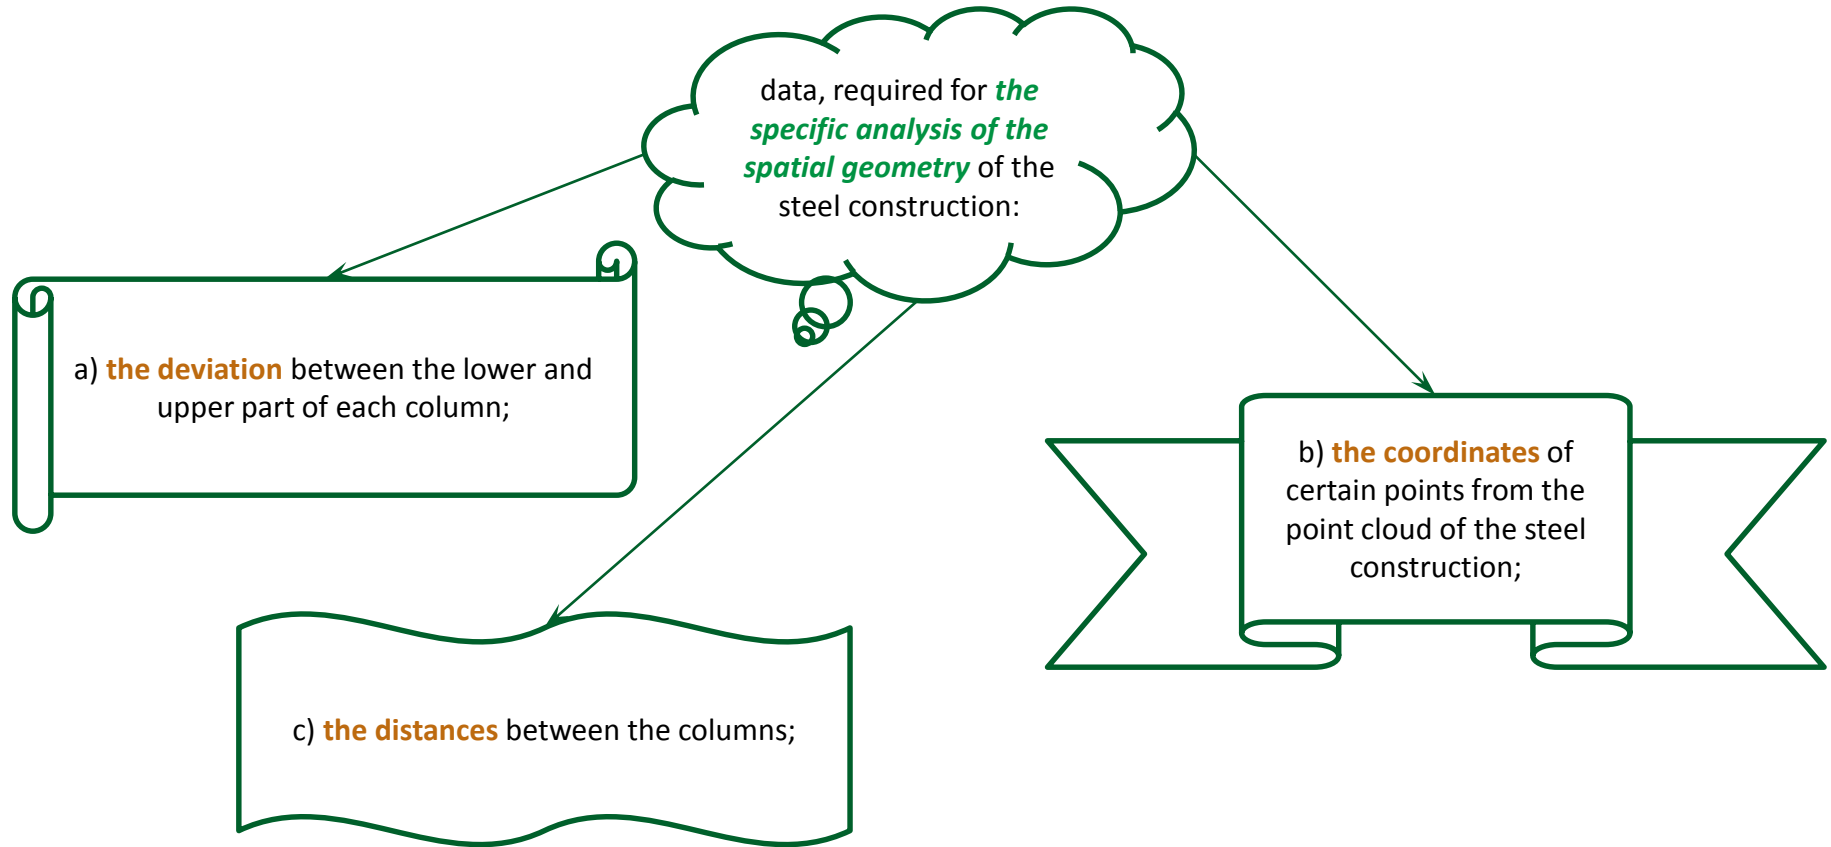 data, required for the
specific analysis of the
spatial geometry of the
steel construction:
a) the deviation between the lower and
upper part of each column;
b) the coordinates of
certain points from the
point cloud of the steel
construction;
c) the distances between the columns;